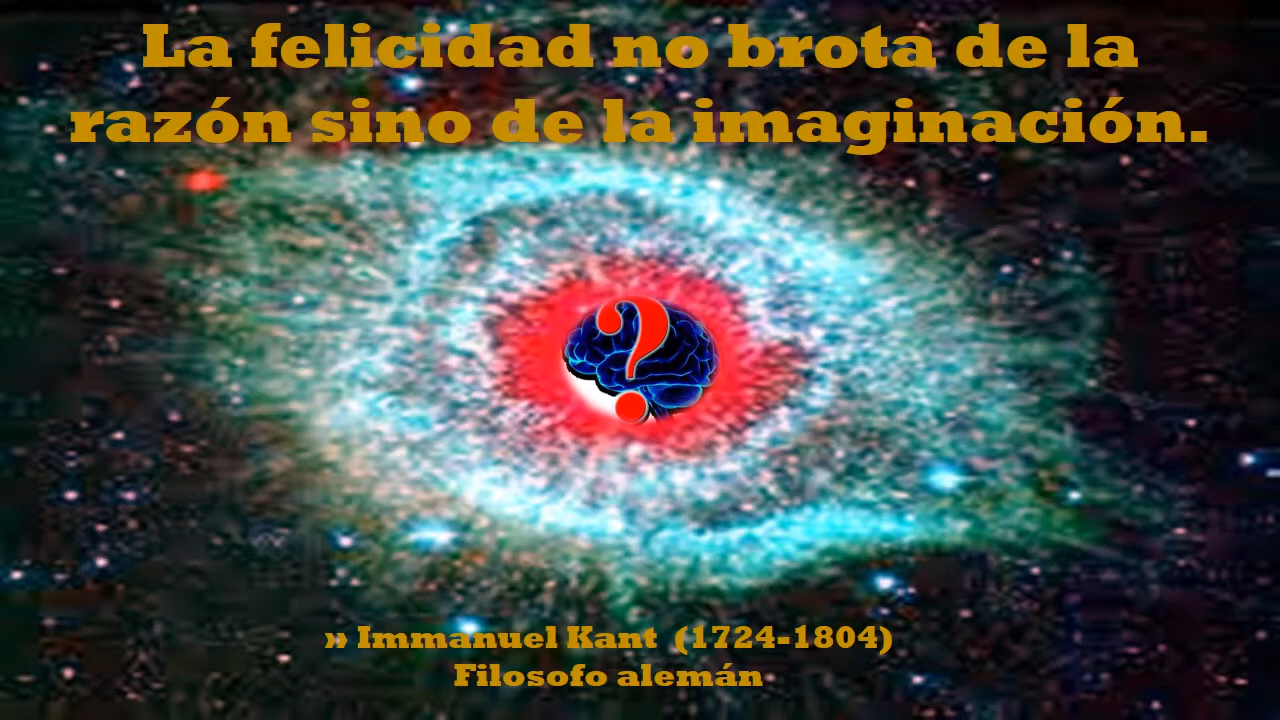 La felicidad no brota de la
razón sino de la imaginación.
?
» Immanuel Kant (1724-1804)
Filosofo alemán